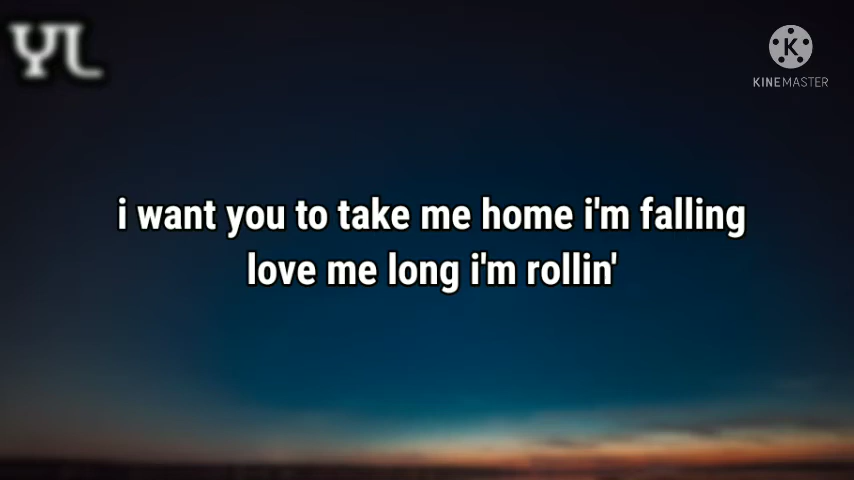 YL
K
KINEMASTER
i want you to take me home i'm falling
love me long i'm rollin'